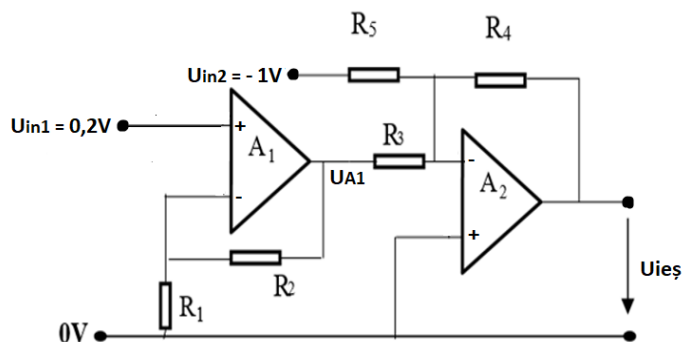 R5
R4
Uin2 = - 1V
Uin1 = 0,2V
+
A1
R3
-
UA1
A2
-
+
R2
Uieș
R1
0V